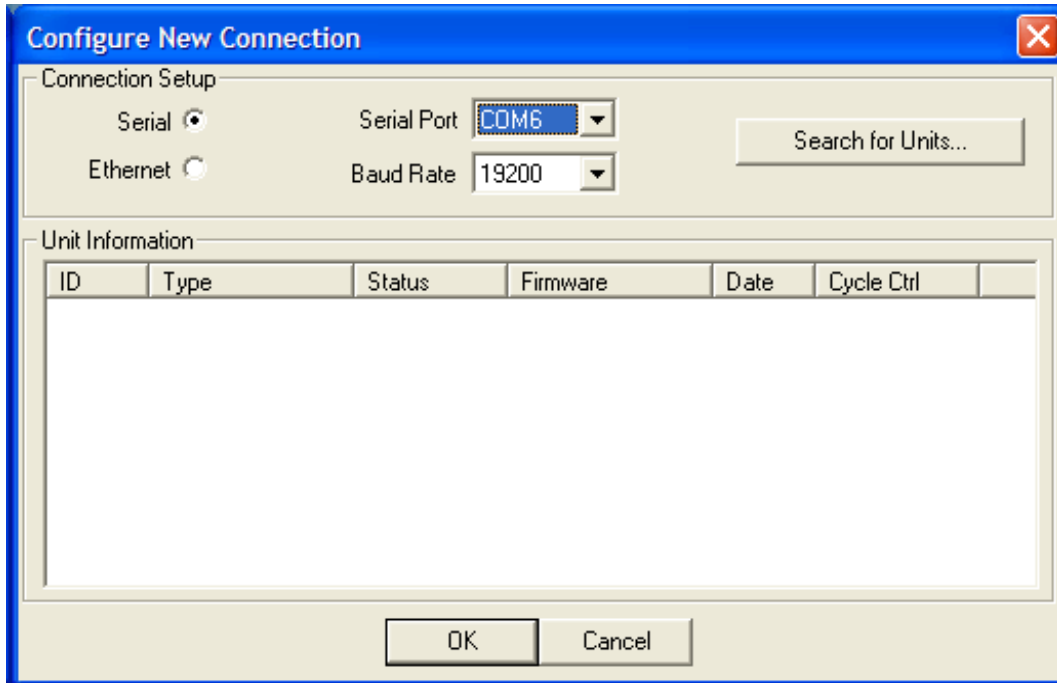 Configure New Connection
Connection Setup
Serial Serial Port COM6 Search for Units...
Ethernet Baud Rate 19200
Unit Information
ID Type Status Firmware Date Cycle Ctrl
OK Cancel